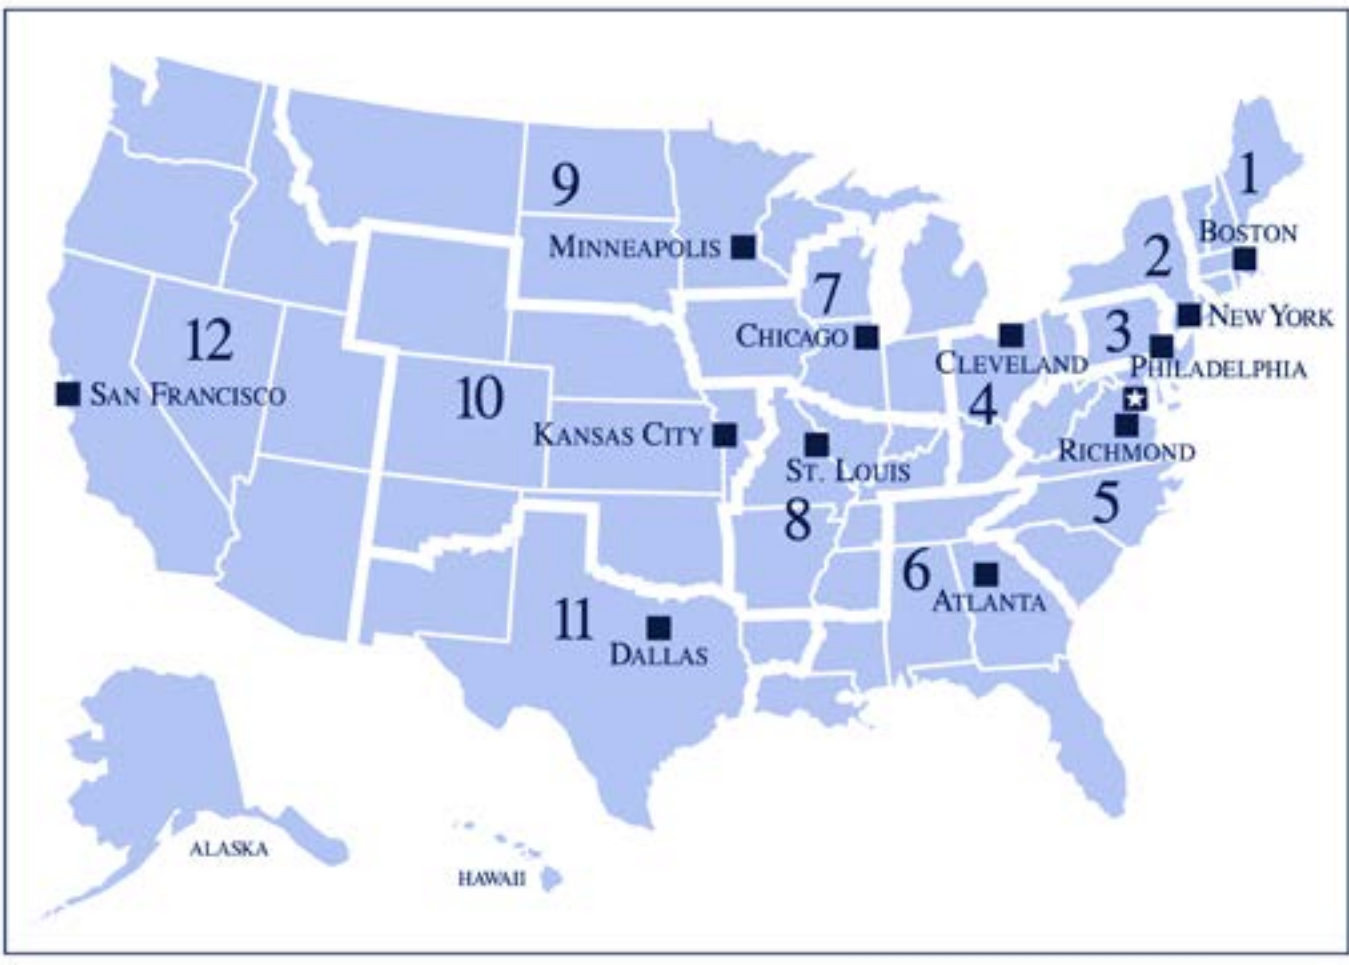 1
9
BOSTON
MINNEAPOLIS
2
7
NEW YORK
12
CHICAGO
3
CLEVELAND
PHILADELPHIA
SAN FRANCISCO
10
4
KANSAS CITY
RICHMOND
ST. LOUIS
5
8
6
ATLANTA
11
DALLAS
ALASKA
HAWAII